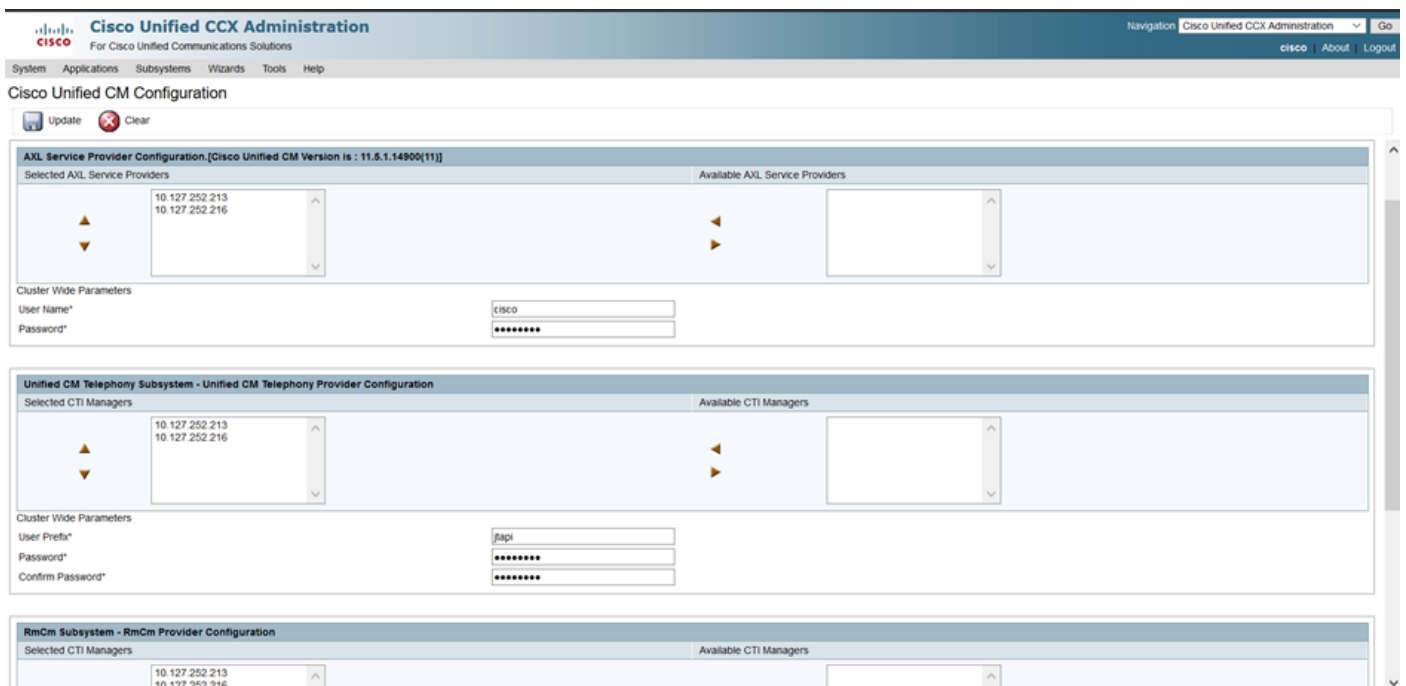 Cisco Unified CCX Administration
For Cisco Unified Communications Solutions
CISCO
Navigation Cisco Unified CCX Administration Go
cisco | About | Logout
System Applications Subsystems Wizards Tools Help
Cisco Unified CM Configuration
Update Clear
AXL Service Provider Configuration.[Cisco Unified CM Version is : 11.5.1.14900(11)]
Selected AXL Service Providers Available AXL Service Providers
10.127.252.213
10.127.252.216
Cluster Wide Parameters
User Name* cisco
Password* ••••••••
Unified CM Telephony Subsystem - Unified CM Telephony Provider Configuration
Selected CTI Managers Available CTI Managers
10.127.252.213
10.127.252.216
Cluster Wide Parameters
User Prefix* jtapi
Password* ••••••••
Confirm Password* ••••••••
RmCm Subsystem - RmCm Provider Configuration
Selected CTI Managers Available CTI Managers
10.127.252.213
10.127.252.216